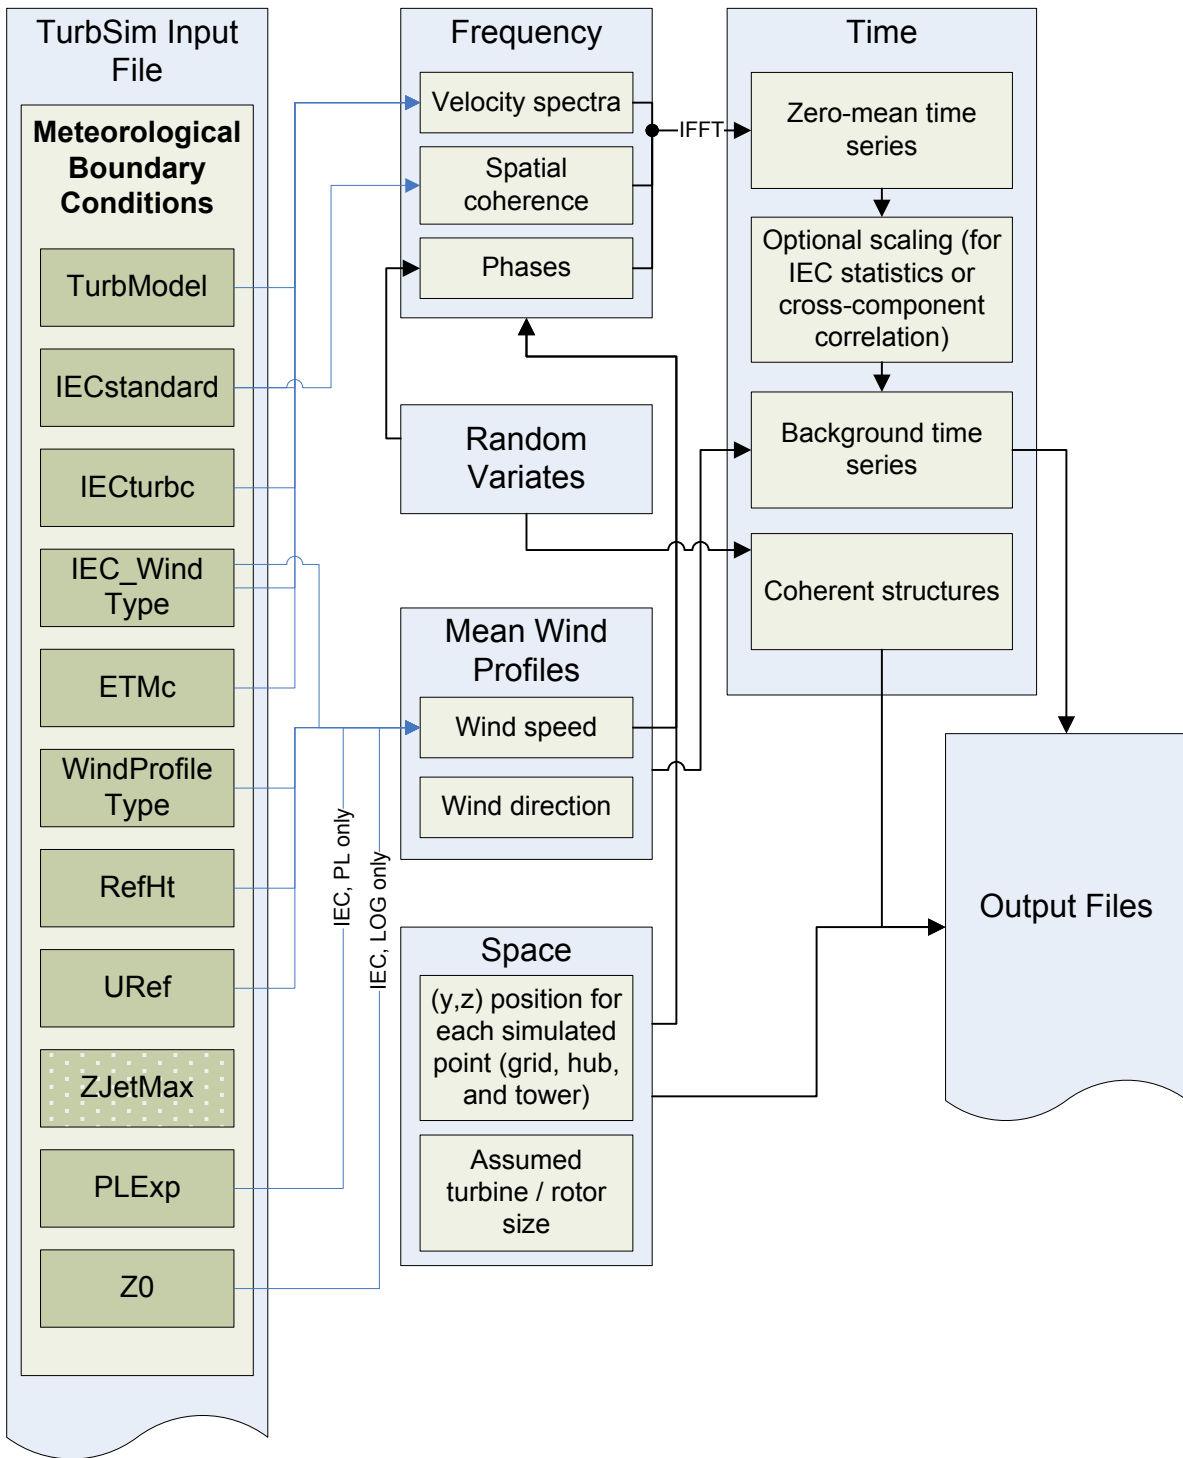 TurbSim Input
File
Meteorological
Boundary
Conditions
TurbModel
IECstandard
IECturbc
IEC_Wind
Type
ETMc
WindProfile
Type
RefHt
URef
ZJetMax
PLExp
Z0
IEC, PL only
IEC, LOG only
Frequency
Velocity spectra
Spatial
coherence
Phases
IFFT
Random
Variates
Mean Wind
Profiles
Wind speed
Wind direction
Space
(y,z) position for
each simulated
point (grid, hub,
and tower)
Assumed
turbine / rotor
size
Time
Zero-mean time
series
Optional scaling (for
IEC statistics or
cross-component
correlation)
Background time
series
Coherent structures
Output Files